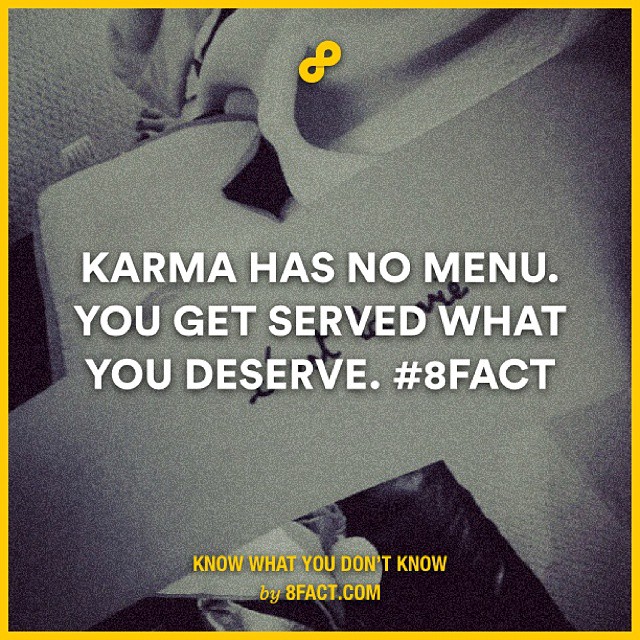 KARMA HAS NO MENU.
YOU GET SERVED WHAT
YOU DESERVE. #8FACT
KNOW WHAT YOU DON'T KNOW
by 8FACT.COM